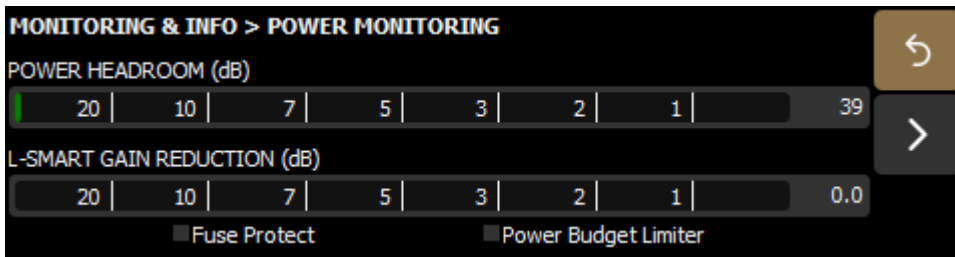 MONITORING & INFO > POWER MONITORING
POWER HEADROOM (dB)
20 10 7 5 3 2 1 39
L-SMART GAIN REDUCTION (dB)
20 10 7 5 3 2 1 0.0
Fuse Protect Power Budget Limiter